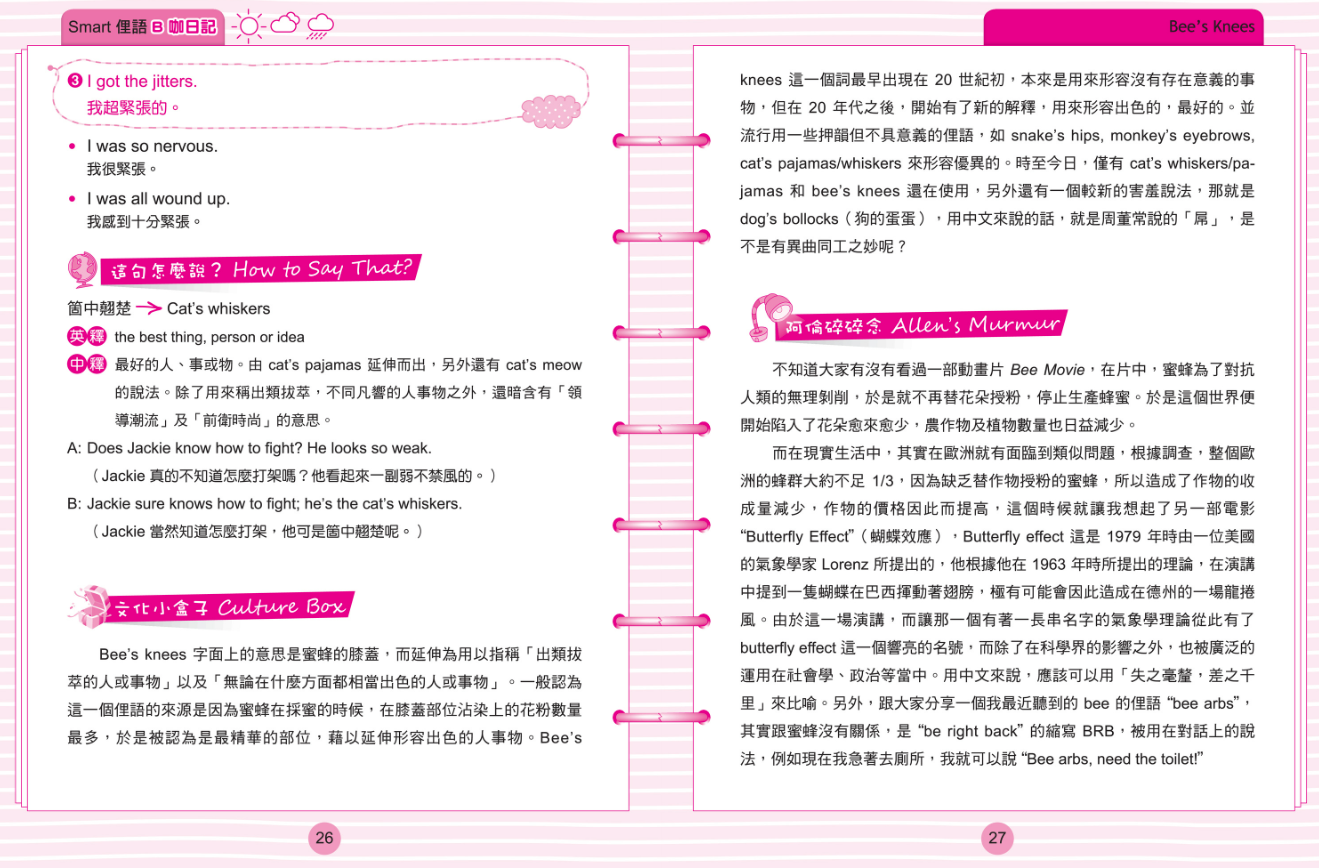 Smart 俚語 B 咖日記
❸ I got the jitters.
我超緊張的。
• I was so nervous.
我很緊張。
• I was all wound up.
我感到十分緊張。
這句怎麼說? How to Say That?
箇中翹楚 → Cat's whiskers
英釋 the best thing, person or idea
中釋 最好的人、事或物。由 cat's pajamas 延伸而出,另外還有 cat's meow
的說法。除了用來稱出類拔萃,不同凡響的人事物之外,還暗含有「領
導潮流」及「前衛時尚」的意思。
A: Does Jackie know how to fight? He looks so weak.
(Jackie 真的不知道怎麼打架嗎?他看起來一副弱不禁風的。)
B: Jackie sure knows how to fight; he's the cat's whiskers.
(Jackie 當然知道怎麼打架,他可是箇中翹楚呢。)
文化小盒子 Culture Box
Bee's knees 字面上的意思是蜜蜂的膝蓋,而延伸為用以指稱「出類拔
萃的人或事物」以及「無論在什麼方面都相當出色的人或事物」。一般認為
這一個俚語的來源是因為蜜蜂在採蜜的時候,在膝蓋部位沾染上的花粉數量
最多,於是被認為是最精華的部位,藉以延伸形容出色的人事物。Bee's
26
Bee's Knees
knees 這一個詞最早出現在 20 世紀初,本來是用來形容沒有存在意義的事
物,但在 20 年代之後,開始有了新的解釋,用來形容出色的,最好的。並
流行用一些押韻但不具意義的俚語,如 snake's hips, monkey's eyebrows,
cat's pajamas/whiskers 來形容優異的。時至今日,僅有 cat's whiskers/pa-
jamas 和 bee's knees 還在使用,另外還有一個較新的害羞說法,那就是
dog's bollocks(狗的蛋蛋),用中文來說的話,就是周董常說的「屌」,是
不是有異曲同工之妙呢?
阿倫碎碎念 Allen's Murmur
不知道大家有沒有看過一部動畫片 Bee Movie,在片中,蜜蜂為了對抗
人類的無理剝削,於是就不再替花朵授粉,停止生產蜂蜜。於是這個世界便
開始陷入了花朵愈來愈少,農作物及植物數量也日益減少。
而在現實生活中,其實在歐洲就有面臨到類似問題,根據調查,整個歐
洲的蜂群大約不足 1/3,因為缺乏替作物授粉的蜜蜂,所以造成了作物的收
成量減少,作物的價格因此而提高,這個時候就讓我想起了另一部電影
“Butterfly Effect”(蝴蝶效應),Butterfly effect 這是 1979 年時由一位美國
的氣象學家 Lorenz 所提出的,他根據他在 1963 年時所提出的理論,在演講
中提到一隻蝴蝶在巴西揮動著翅膀,極有可能會因此造成在德州的一場龍捲
風。由於這一場演講,而讓那一個有著一長串名字的氣象學理論從此有了
butterfly effect 這一個響亮的名號,而除了在科學界的影響之外,也被廣泛的
運用在社會學、政治等當中。用中文來說,應該可以用「失之毫釐,差之千
里」來比喻。另外,跟大家分享一個我最近聽到的 bee 的俚語 “bee arbs”,
其實跟蜜蜂沒有關係,是 “be right back” 的縮寫 BRB,被用在對話上的說
法,例如現在我急著去廁所,我就可以說 “Bee arbs, need the toilet!”
27